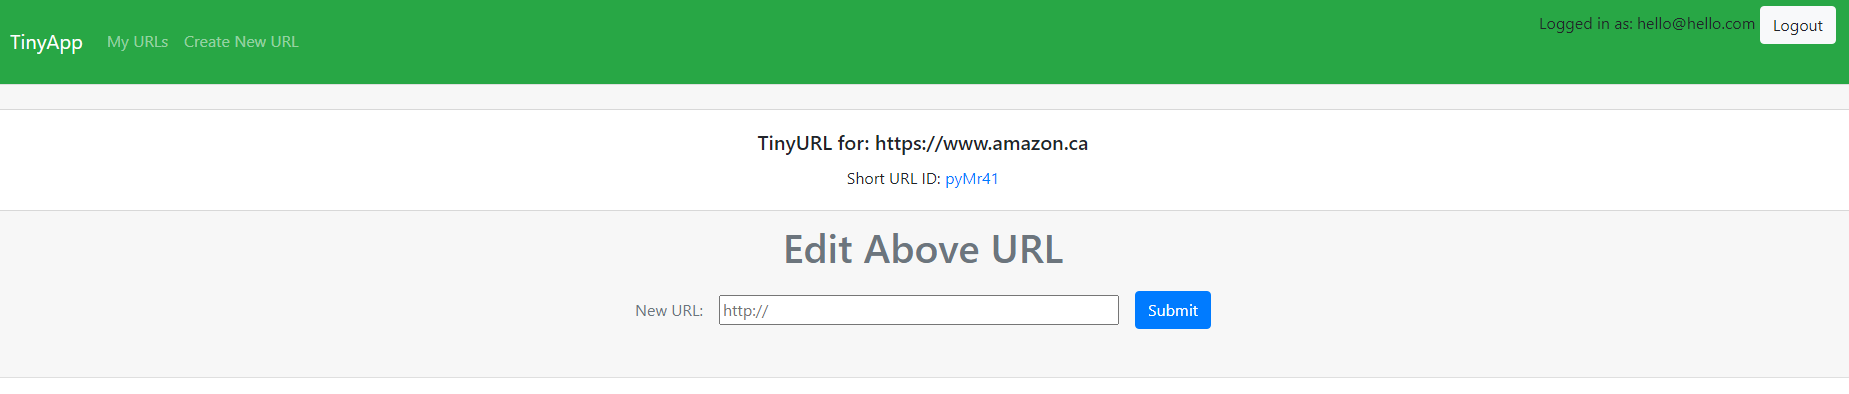 TinyApp My URLs Create New URL Logged in as: hello@hello.com Logout
TinyURL for: https://www.amazon.ca
Short URL ID: pyMr41
Edit Above URL
New URL: http:// Submit